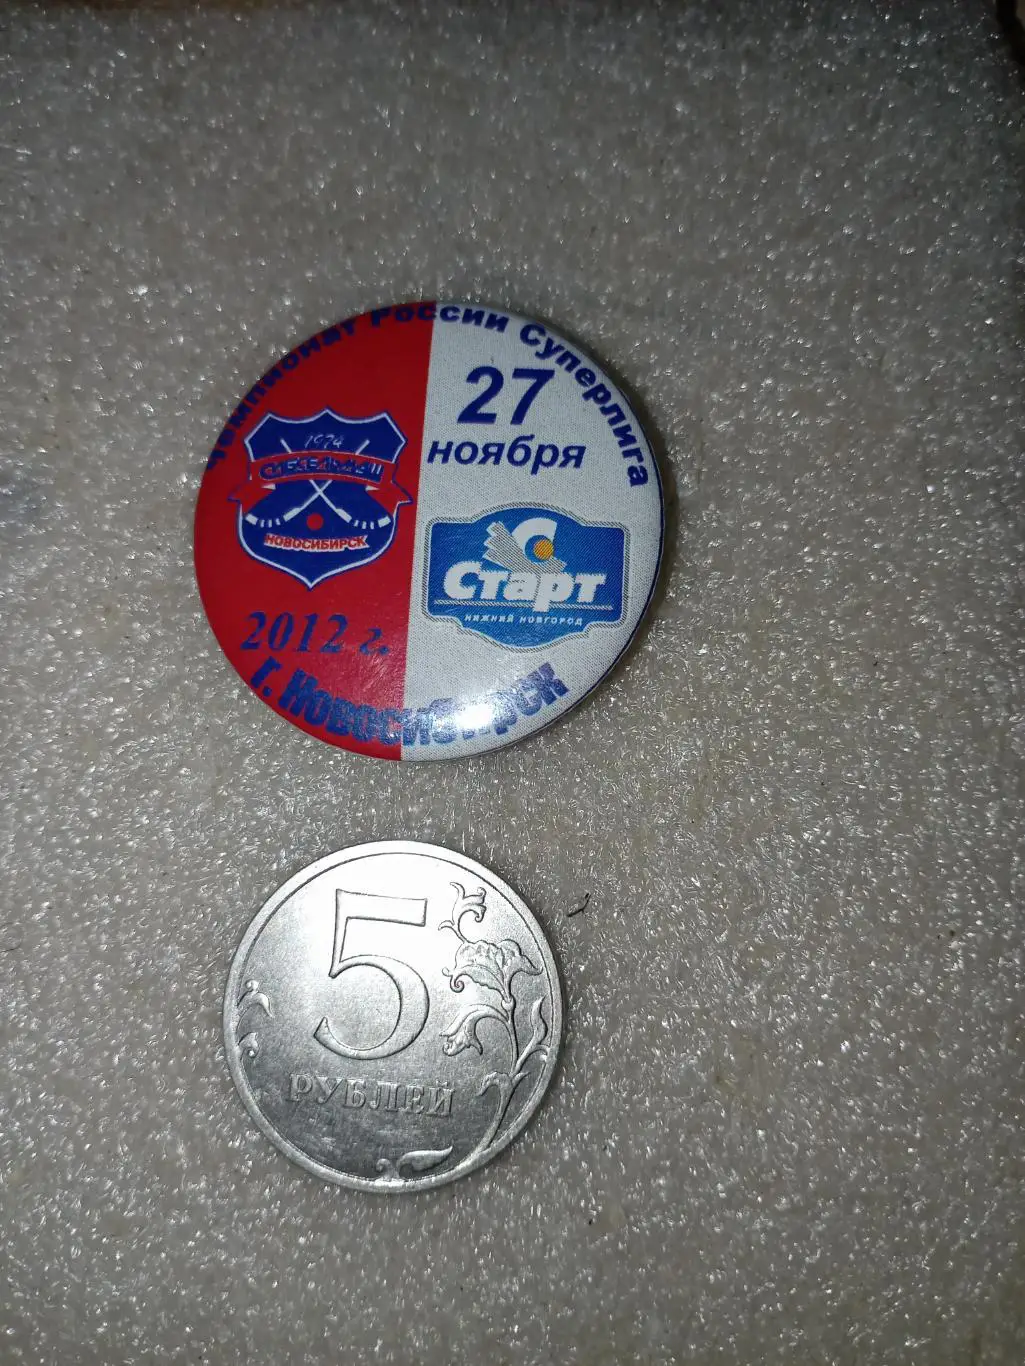 Чемпионат России Суперлига
27
ноября
1974
СИБСЕЛЬМАШ
НОВОСИБИРСК
Старт
НИЖНИЙ НОВГОРОД
2012 г.
г. Новосибирск
5
РУБЛЕЙ